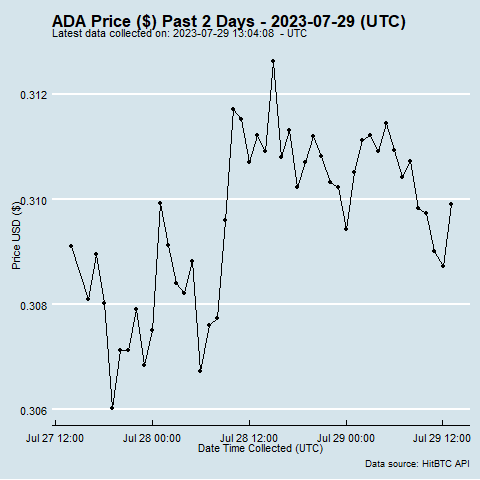 ADA Price ($) Past 2 Days - 2023-07-29 (UTC)
Latest data collected on: 2023-07-29 13:04:08 - UTC
0.312
0.310
0.308
0.306
Price USD ($)
Jul 27 12:00 Jul 28 00:00 Jul 28 12:00 Jul 29 00:00 Jul 29 12:00
Date Time Collected (UTC)
Data source: HitBTC API